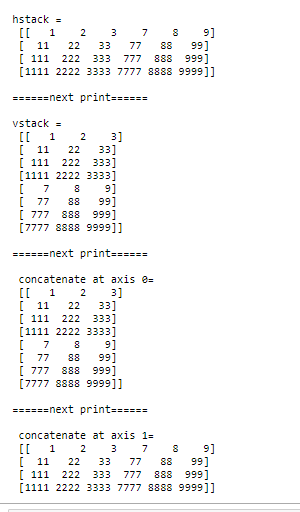 hstack =
[[   1    2    3    7    8    9]
[  11   22   33   77   88   99]
[ 111  222  333  777  888  999]
[1111 2222 3333 7777 8888 9999]]
======next print======
vstack =
[[   1    2    3]
[  11   22   33]
[ 111  222  333]
[1111 2222 3333]
[   7    8    9]
[  77   88   99]
[ 777  888  999]
[7777 8888 9999]]
======next print======
concatenate at axis 0=
[[   1    2    3]
[  11   22   33]
[ 111  222  333]
[1111 2222 3333]
[   7    8    9]
[  77   88   99]
[ 777  888  999]
[7777 8888 9999]]
======next print======
concatenate at axis 1=
[[   1    2    3    7    8    9]
[  11   22   33   77   88   99]
[ 111  222  333  777  888  999]
[1111 2222 3333 7777 8888 9999]]